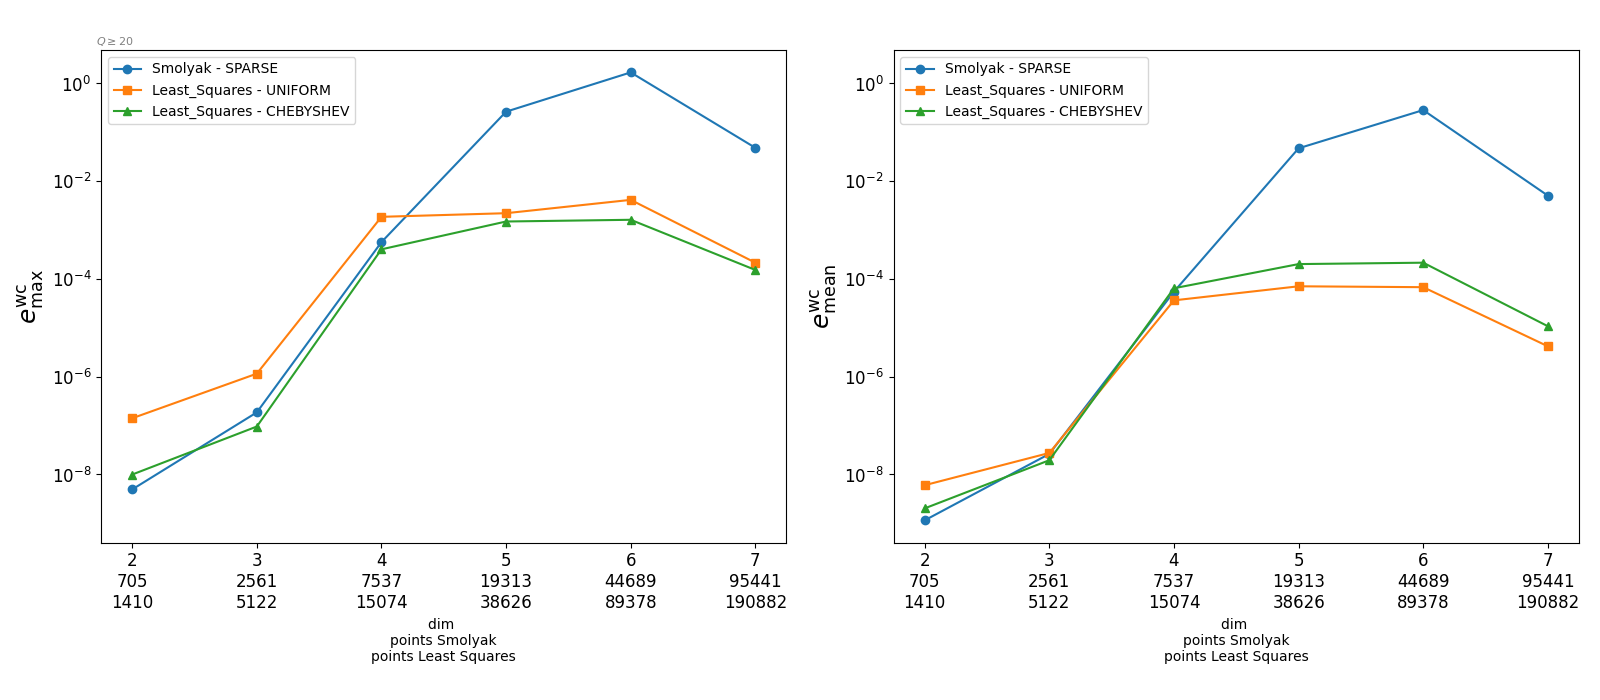 Q ≥ 20
Smolyak - SPARSE
Least_Squares - UNIFORM
Least_Squares - CHEBYSHEV
10^0
10^-2
10^-4
10^-6
10^-8
e^wc_max
2 3 4 5 6 7
705 2561 7537 19313 44689 95441
1410 5122 15074 38626 89378 190882
dim
points Smolyak
points Least Squares
Smolyak - SPARSE
Least_Squares - UNIFORM
Least_Squares - CHEBYSHEV
10^0
10^-2
10^-4
10^-6
10^-8
e^wc_mean
2 3 4 5 6 7
705 2561 7537 19313 44689 95441
1410 5122 15074 38626 89378 190882
dim
points Smolyak
points Least Squares